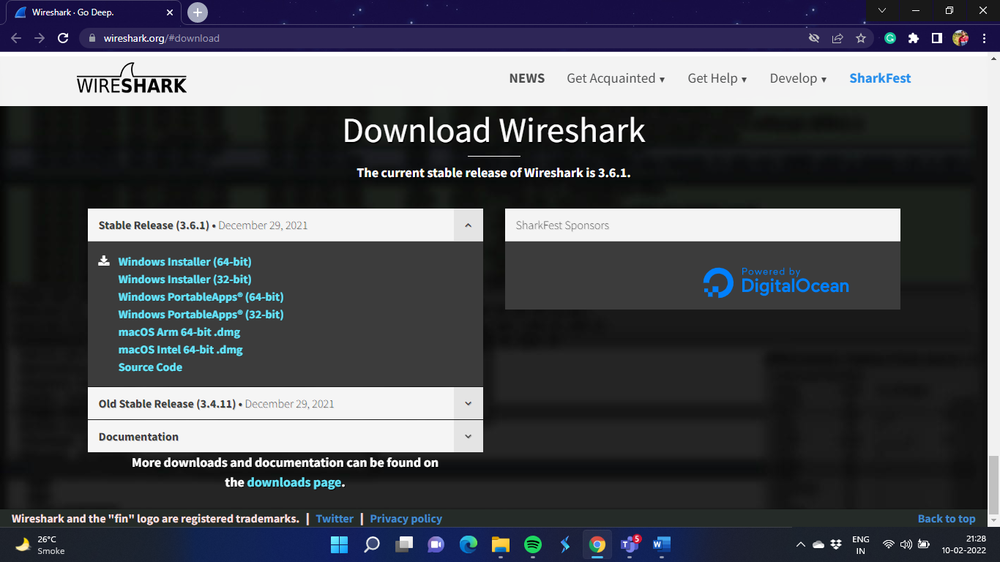 Wireshark · Go Deep.
wireshark.org/#download
WIRESHARK
NEWS Get Acquainted ▾ Get Help ▾ Develop ▾ SharkFest
Download Wireshark
The current stable release of Wireshark is 3.6.1.
Stable Release (3.6.1) • December 29, 2021
Windows Installer (64-bit)
Windows Installer (32-bit)
Windows PortableApps® (64-bit)
Windows PortableApps® (32-bit)
macOS Arm 64-bit .dmg
macOS Intel 64-bit .dmg
Source Code
Old Stable Release (3.4.11) • December 29, 2021
Documentation
More downloads and documentation can be found on
the downloads page.
SharkFest Sponsors
Powered by
DigitalOcean
Wireshark and the "fin" logo are registered trademarks. | Twitter | Privacy policy
Back to top
26°C
Smoke
5
ENG
IN
21:28
10-02-2022